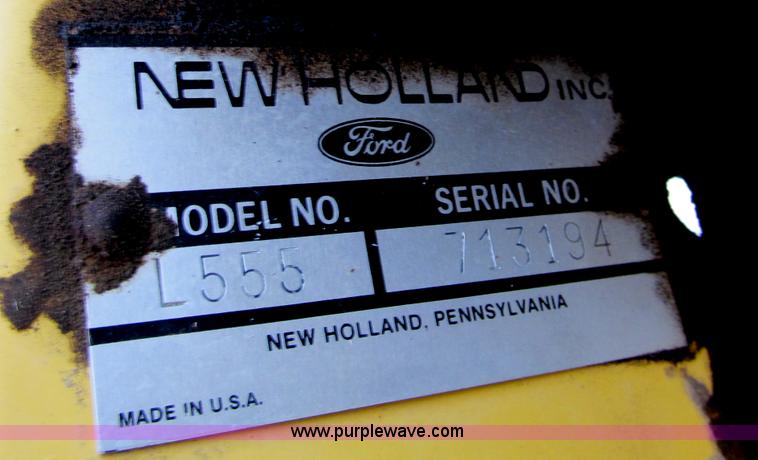 NEW HOLLAND INC.
Ford
MODEL NO. SERIAL NO.
L555 713194
NEW HOLLAND, PENNSYLVANIA
MADE IN U.S.A.
www.purplewave.com